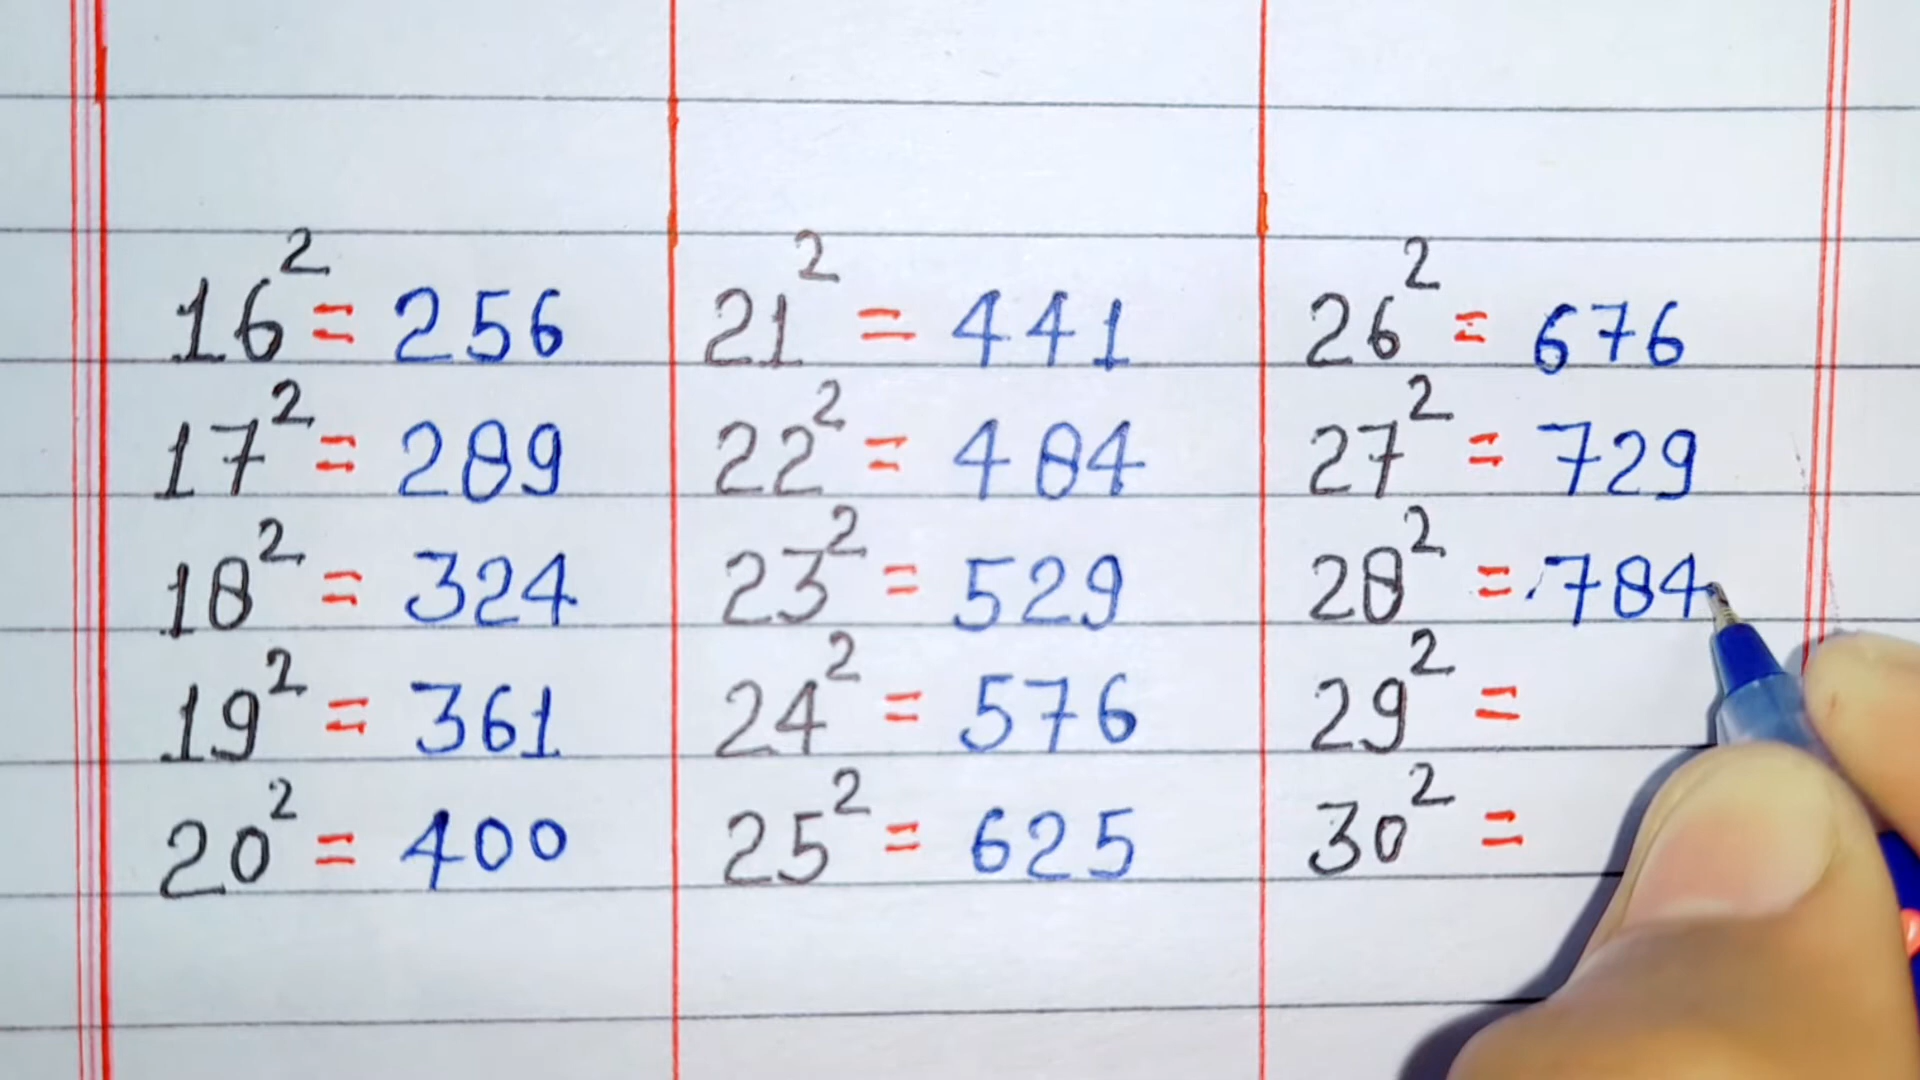 16² = 256
17² = 289
18² = 324
19² = 361
20² = 400
21² = 441
22² = 484
23² = 529
24² = 576
25² = 625
26² = 676
27² = 729
28² = 784
29² =
30² =